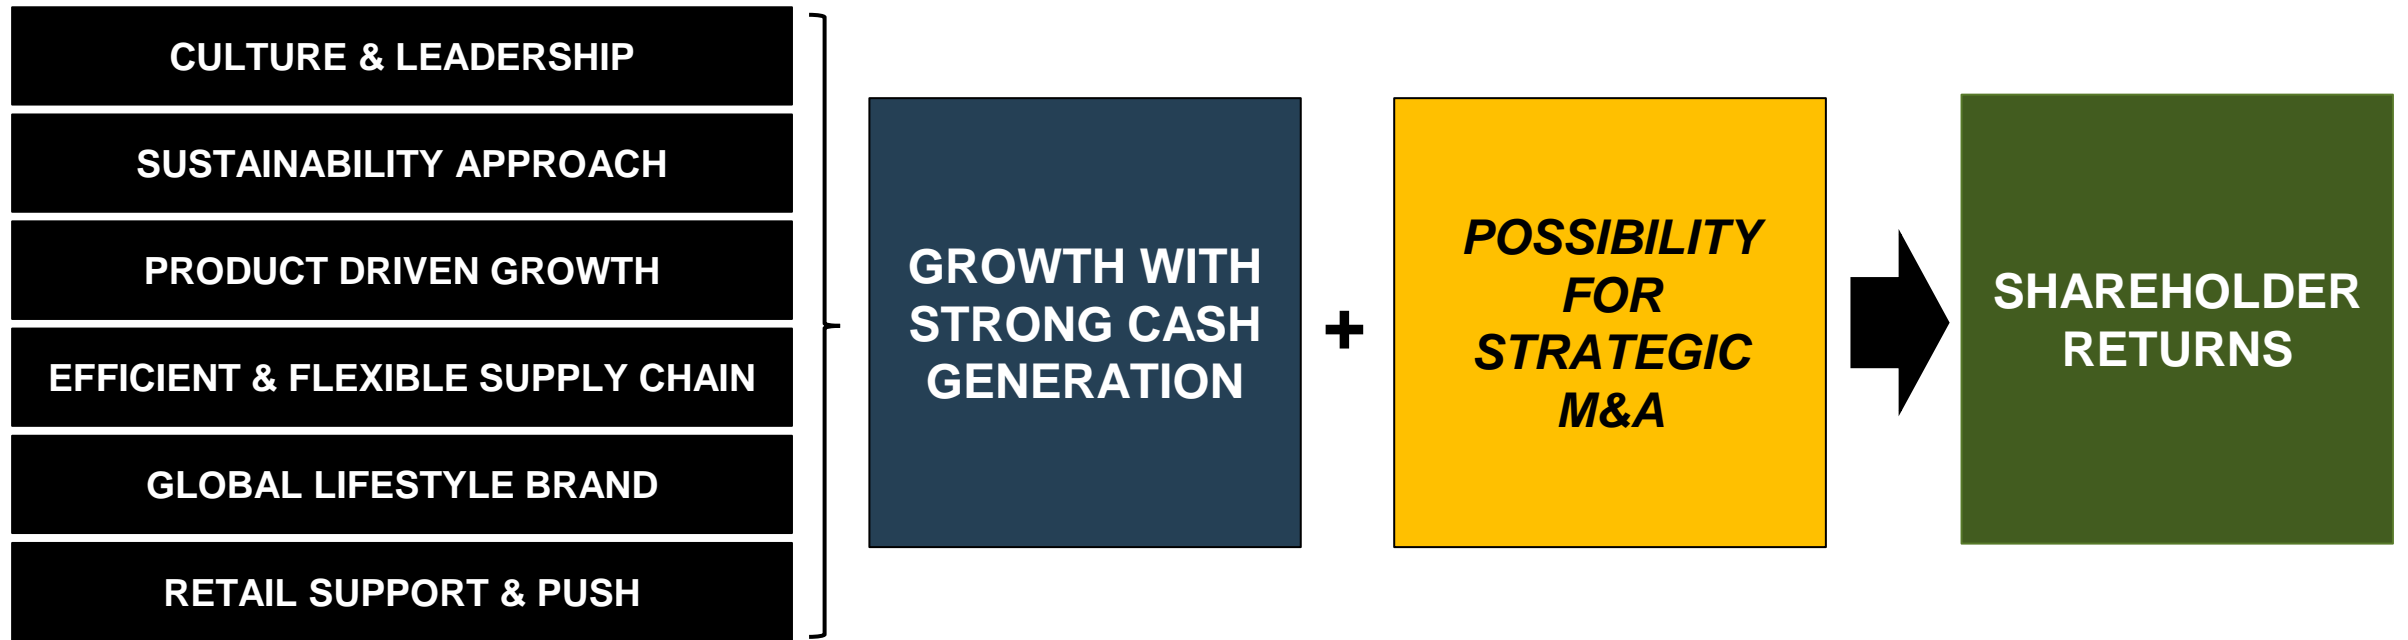 CULTURE & LEADERSHIP
SUSTAINABILITY APPROACH
PRODUCT DRIVEN GROWTH
EFFICIENT & FLEXIBLE SUPPLY CHAIN
GLOBAL LIFESTYLE BRAND
RETAIL SUPPORT & PUSH
GROWTH WITH
STRONG CASH
GENERATION
+
POSSIBILITY
FOR
STRATEGIC
M&A
SHAREHOLDER
RETURNS